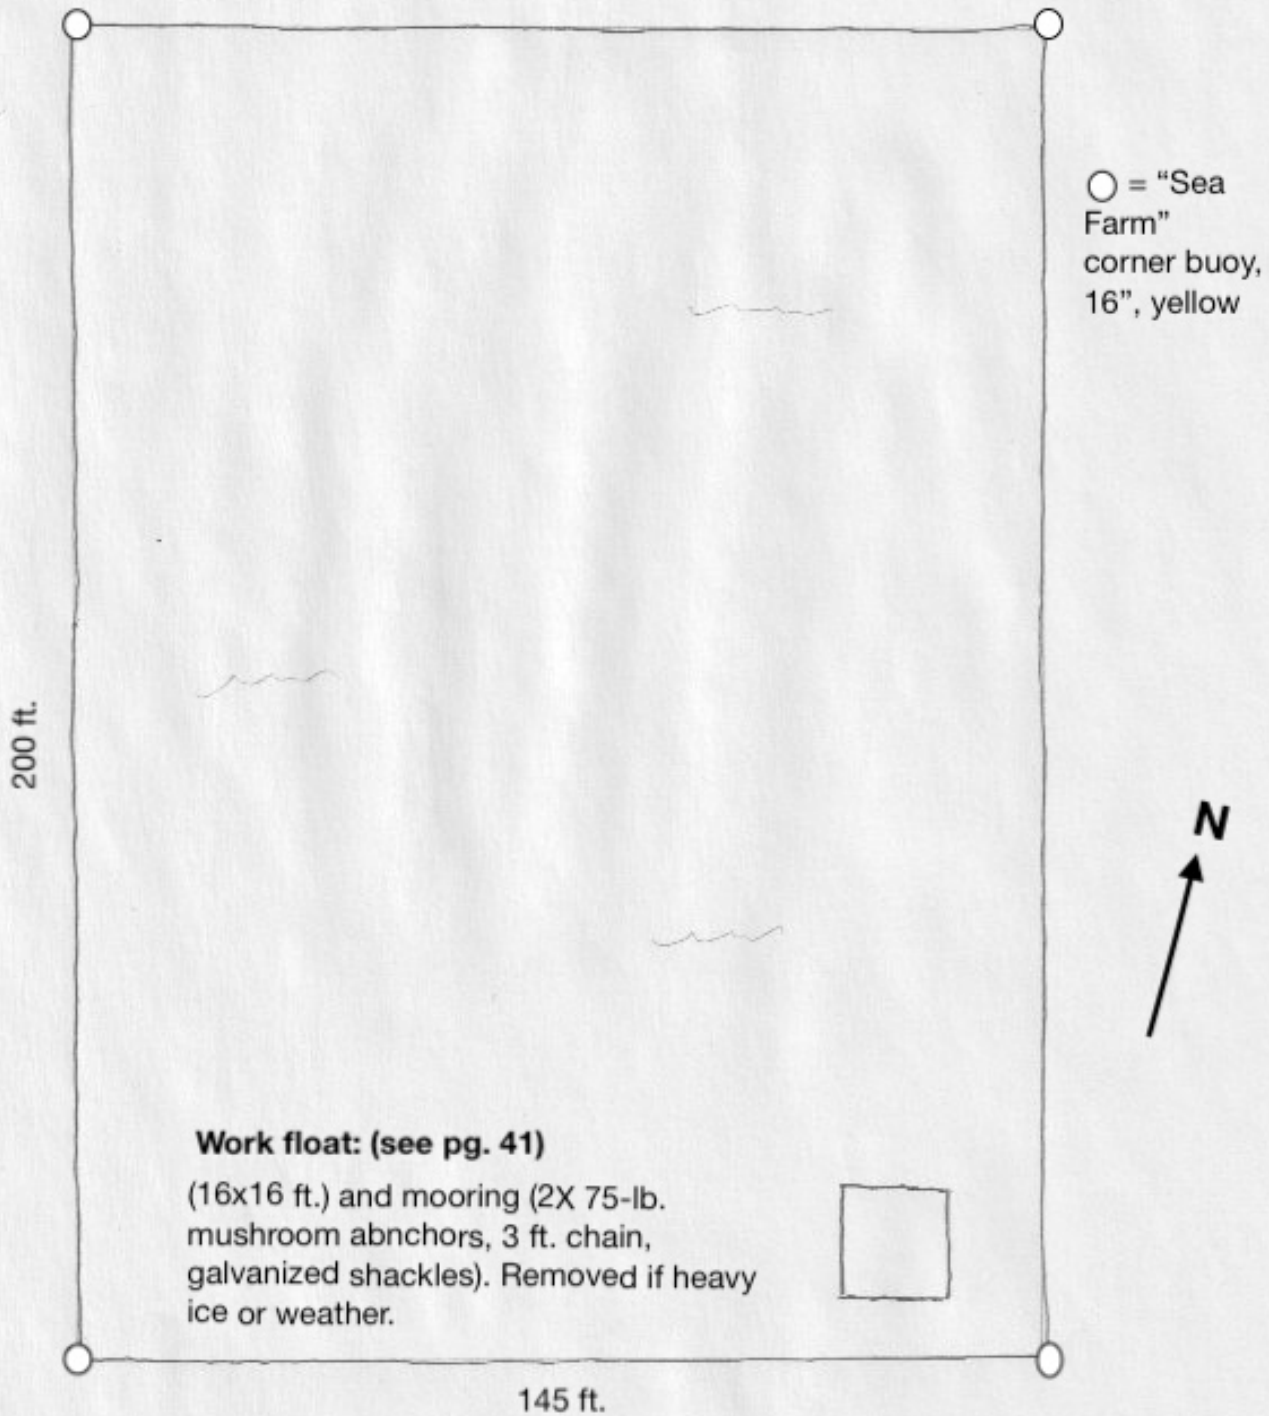 ○ = “Sea
Farm”
corner buoy,
16”, yellow
200 ft.
N
Work float: (see pg. 41)
(16x16 ft.) and mooring (2X 75-lb.
mushroom abnchors, 3 ft. chain,
galvanized shackles). Removed if heavy
ice or weather.
145 ft.